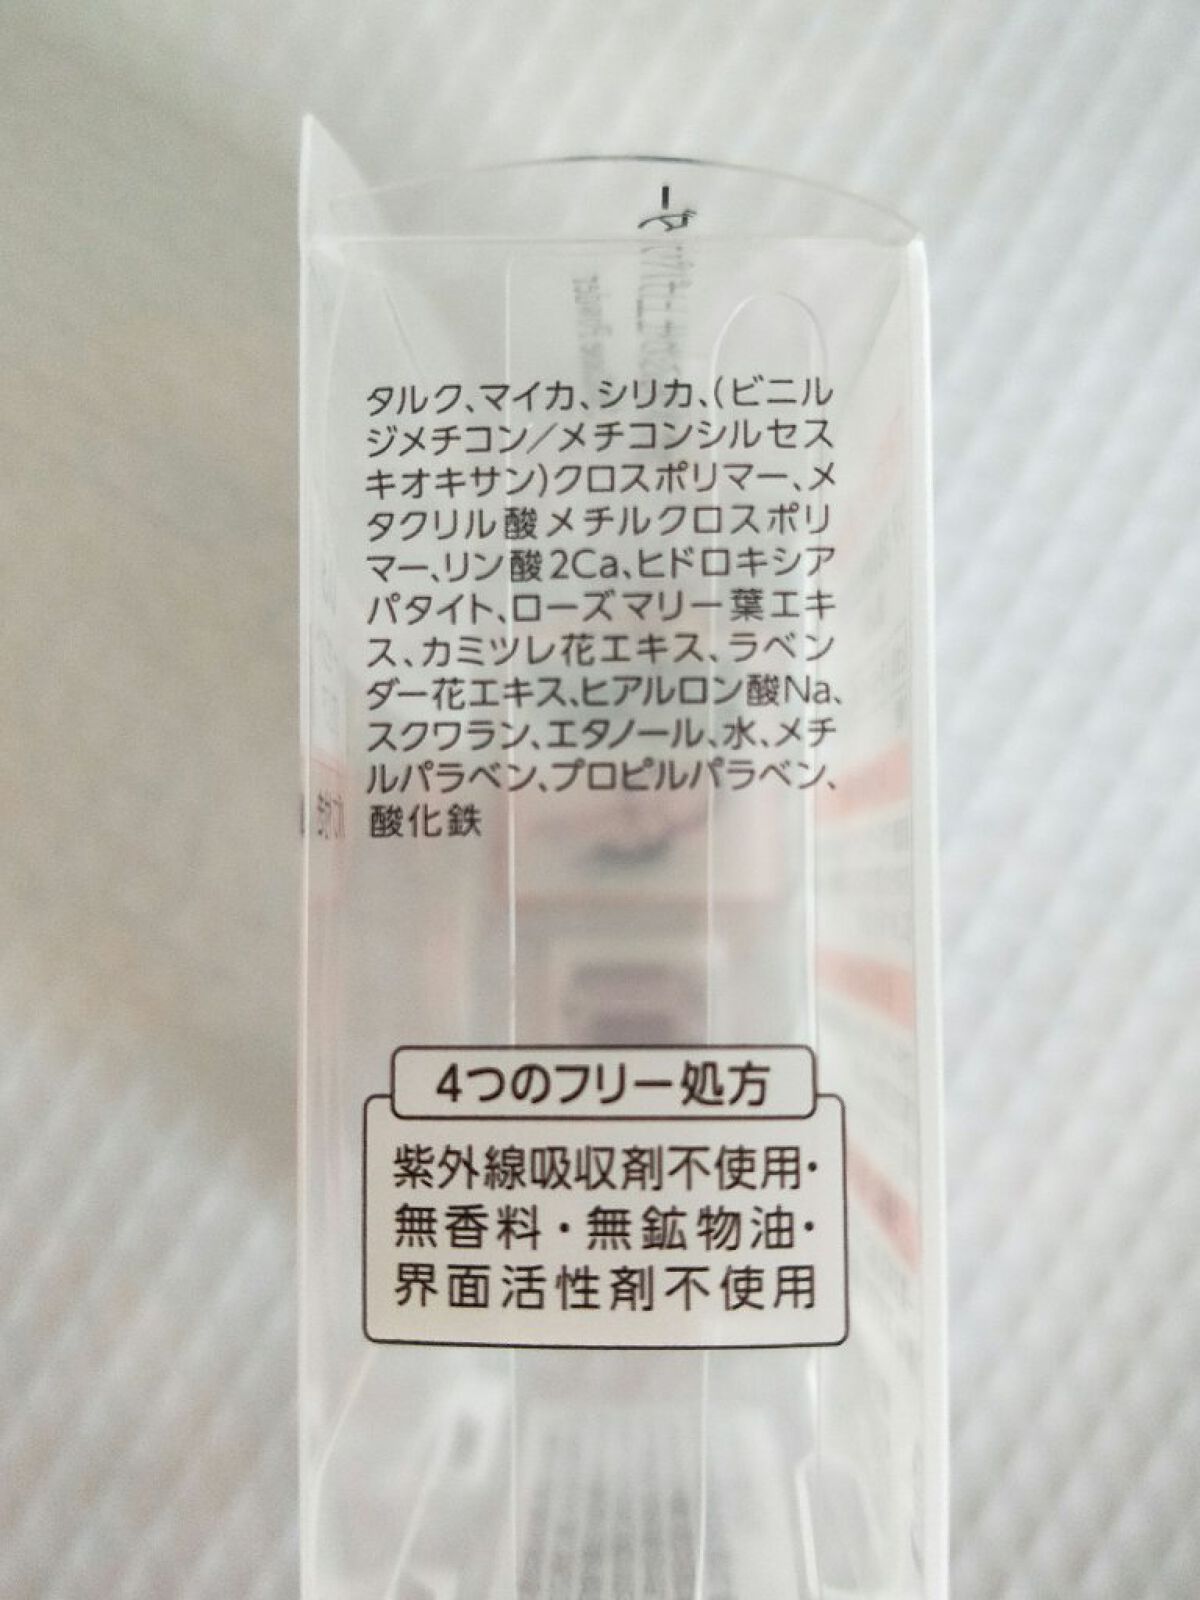 タルク、マイカ、シリカ、(ビニル
ジメチコン／メチコンシルセス
キオキサン)クロスポリマー、メ
タクリル酸メチルクロスポリ
マー、リン酸2Ca、ヒドロキシア
パタイト、ローズマリー葉エキ
ス、カミツレ花エキス、ラベン
ダー花エキス、ヒアルロン酸Na、
スクワラン、エタノール、水、メチ
ルパラベン、プロピルパラベン、
酸化鉄
4つのフリー処方
紫外線吸収剤不使用・
無香料・無鉱物油・
界面活性剤不使用